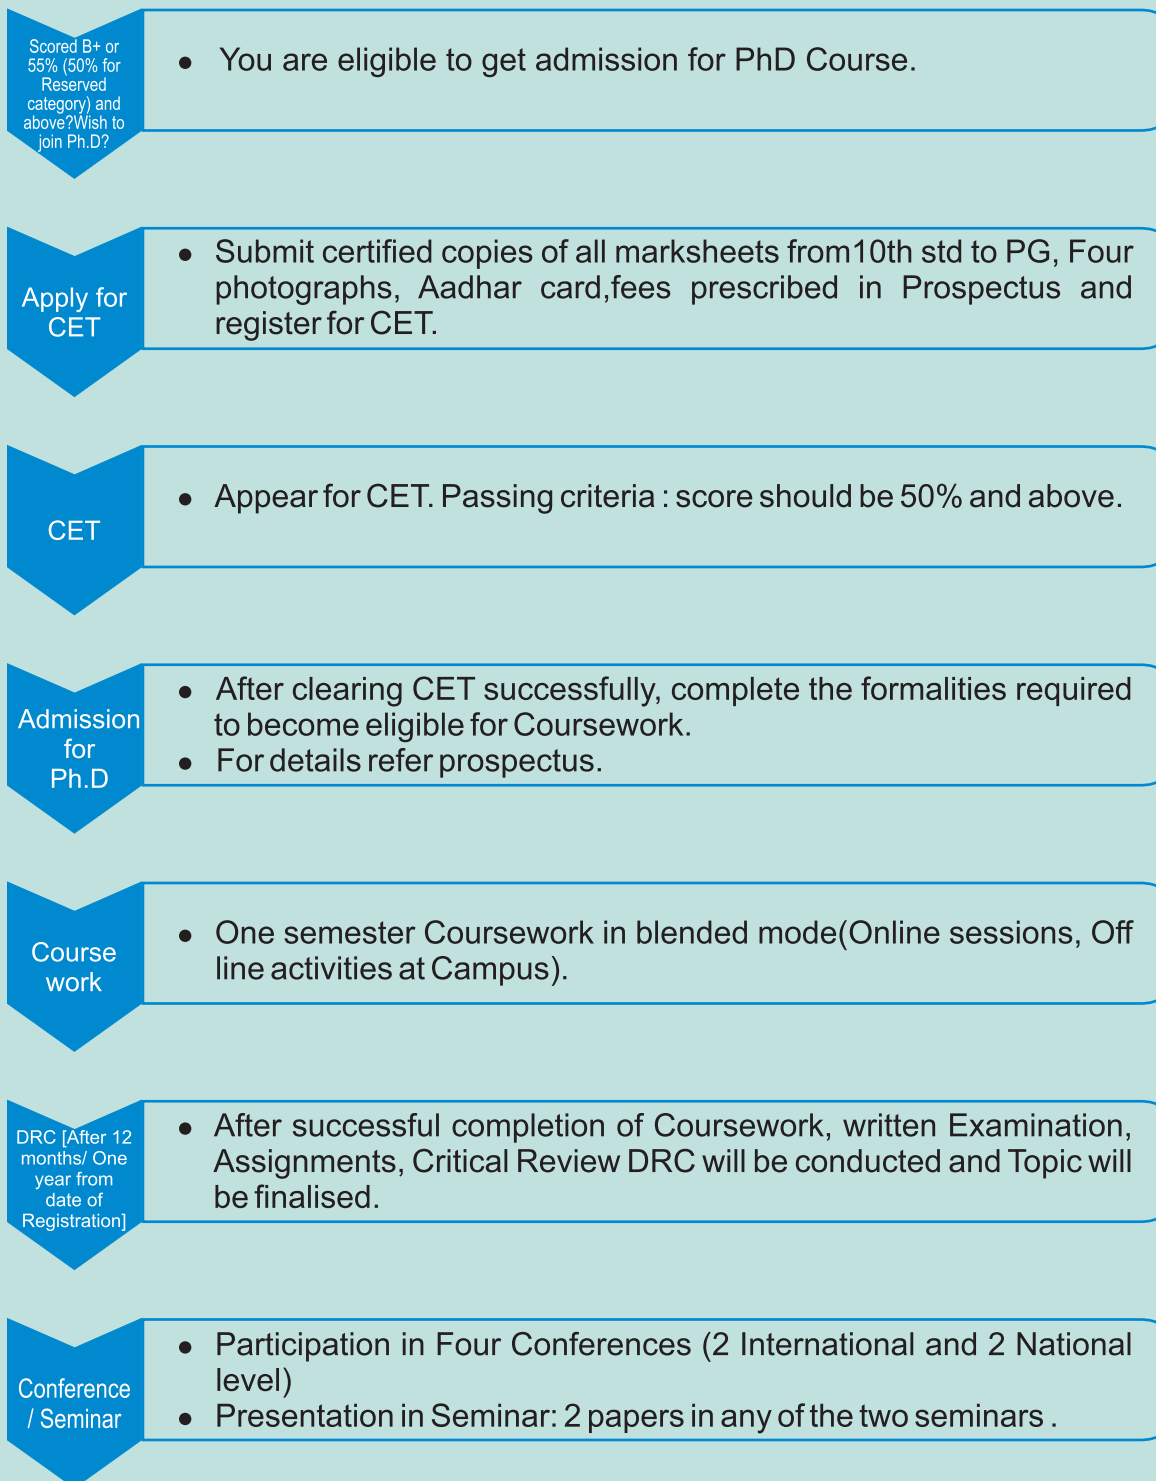 Scored B+ or
55% (50% for
Reserved
category) and
above?Wish to
join Ph.D?
● You are eligible to get admission for PhD Course.
Apply for
CET
● Submit certified copies of all marksheets from10th std to PG, Four
photographs, Aadhar card,fees prescribed in Prospectus and
register for CET.
CET
● Appear for CET. Passing criteria : score should be 50% and above.
Admission
for
Ph.D
● After clearing CET successfully, complete the formalities required
to become eligible for Coursework.
● For details refer prospectus.
Course
work
● One semester Coursework in blended mode(Online sessions, Off
line activities at Campus).
DRC [After 12
months/ One
year from
date of
Registration]
● After successful completion of Coursework, written Examination,
Assignments, Critical Review DRC will be conducted and Topic will
be finalised.
Conference
/ Seminar
● Participation in Four Conferences (2 International and 2 National
level)
● Presentation in Seminar: 2 papers in any of the two seminars .